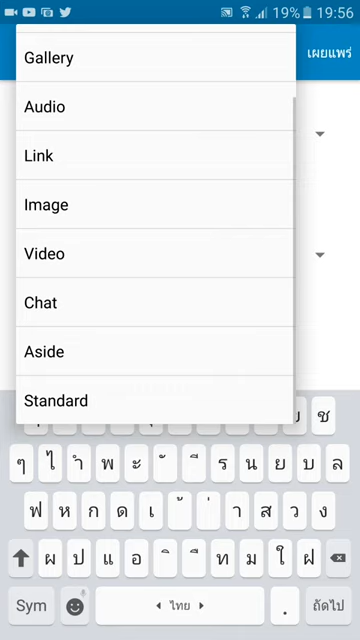 19% 19:56
เผยแพร่
Gallery
Audio
Link
Image
Video
Chat
Aside
Standard
ช
ๆ ไ ำ พ ะ ั ี ร น ย บ ล
ฟ ห ก ด เ ้ ่ า ส ว ง
ผ ป แ อ ิ ื ท ม ใ ฝ
Sym ไทย . ถัดไป